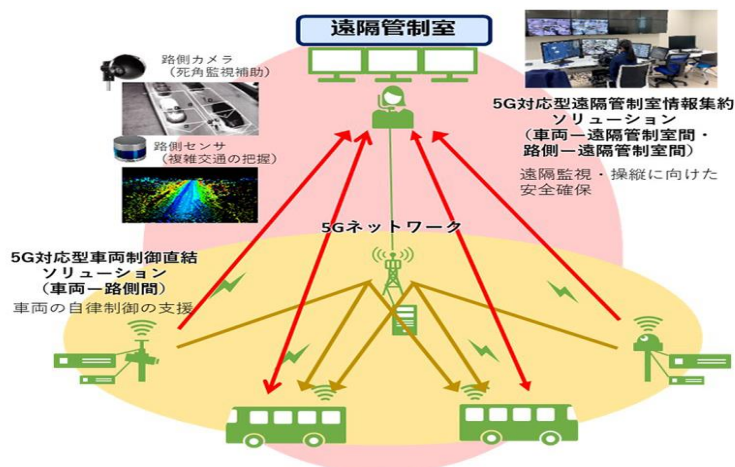 遠隔管制室
路側カメラ
（死角監視補助）
路側センサ
（複雑交通の把握）
5G対応型遠隔管制室情報集約
ソリューション
（車両ー遠隔管制室間・
路側ー遠隔管制室間）
遠隔監視・操縦に向けた
安全確保
5Gネットワーク
5G対応型車両制御直結
ソリューション
（車両ー路側間）
車両の自律制御の支援